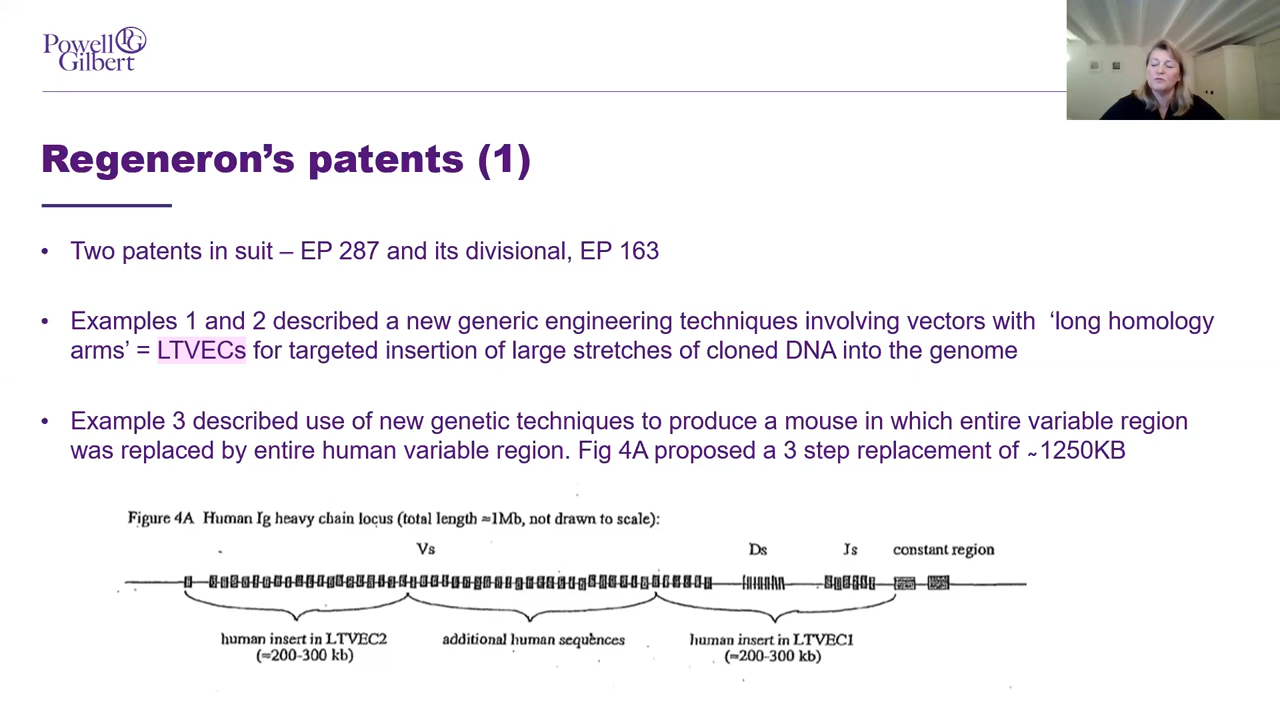 Powell
Gilbert
PG
Regeneron’s patents (1)
• Two patents in suit – EP 287 and its divisional, EP 163
• Examples 1 and 2 described a new generic engineering techniques involving vectors with ‘long homology
arms’ = LTVECs for targeted insertion of large stretches of cloned DNA into the genome
• Example 3 described use of new genetic techniques to produce a mouse in which entire variable region
was replaced by entire human variable region. Fig 4A proposed a 3 step replacement of ~1250KB
Figure 4A Human Ig heavy chain locus (total length ≈1Mb, not drawn to scale):
Vs Ds Js constant region
human insert in LTVEC2 additional human sequences human insert in LTVEC1
(≈200-300 kb) (≈200-300 kb)